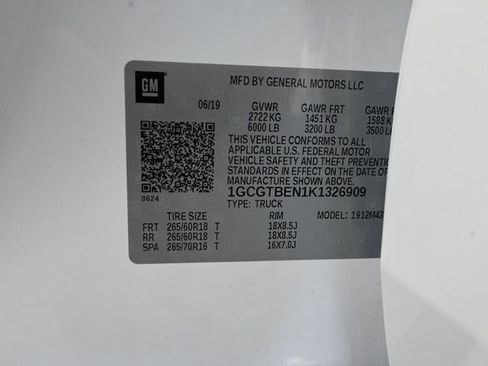 GM
MFD BY GENERAL MOTORS LLC
06/19 GVWR GAWR FRT GAWR
2722 KG 1451 KG 1588
6000 LB 3200 LB 3500
THIS VEHICLE CONFORMS TO ALL
APPLICABLE U.S. FEDERAL MOTOR
VEHICLE SAFETY AND THEFT PREVENTION
STANDARDS IN EFFECT ON THE DATE OF
MANUFACTURE SHOWN ABOVE.
8624
1GCGTBEN1K1326909
TYPE: TRUCK MODEL: 1912M43
TIRE SIZE RIM
FRT 265/60R18 T 18X8.5J
RR 265/60R18 T 18X8.5J
SPA 265/70R16 T 16X7.0J